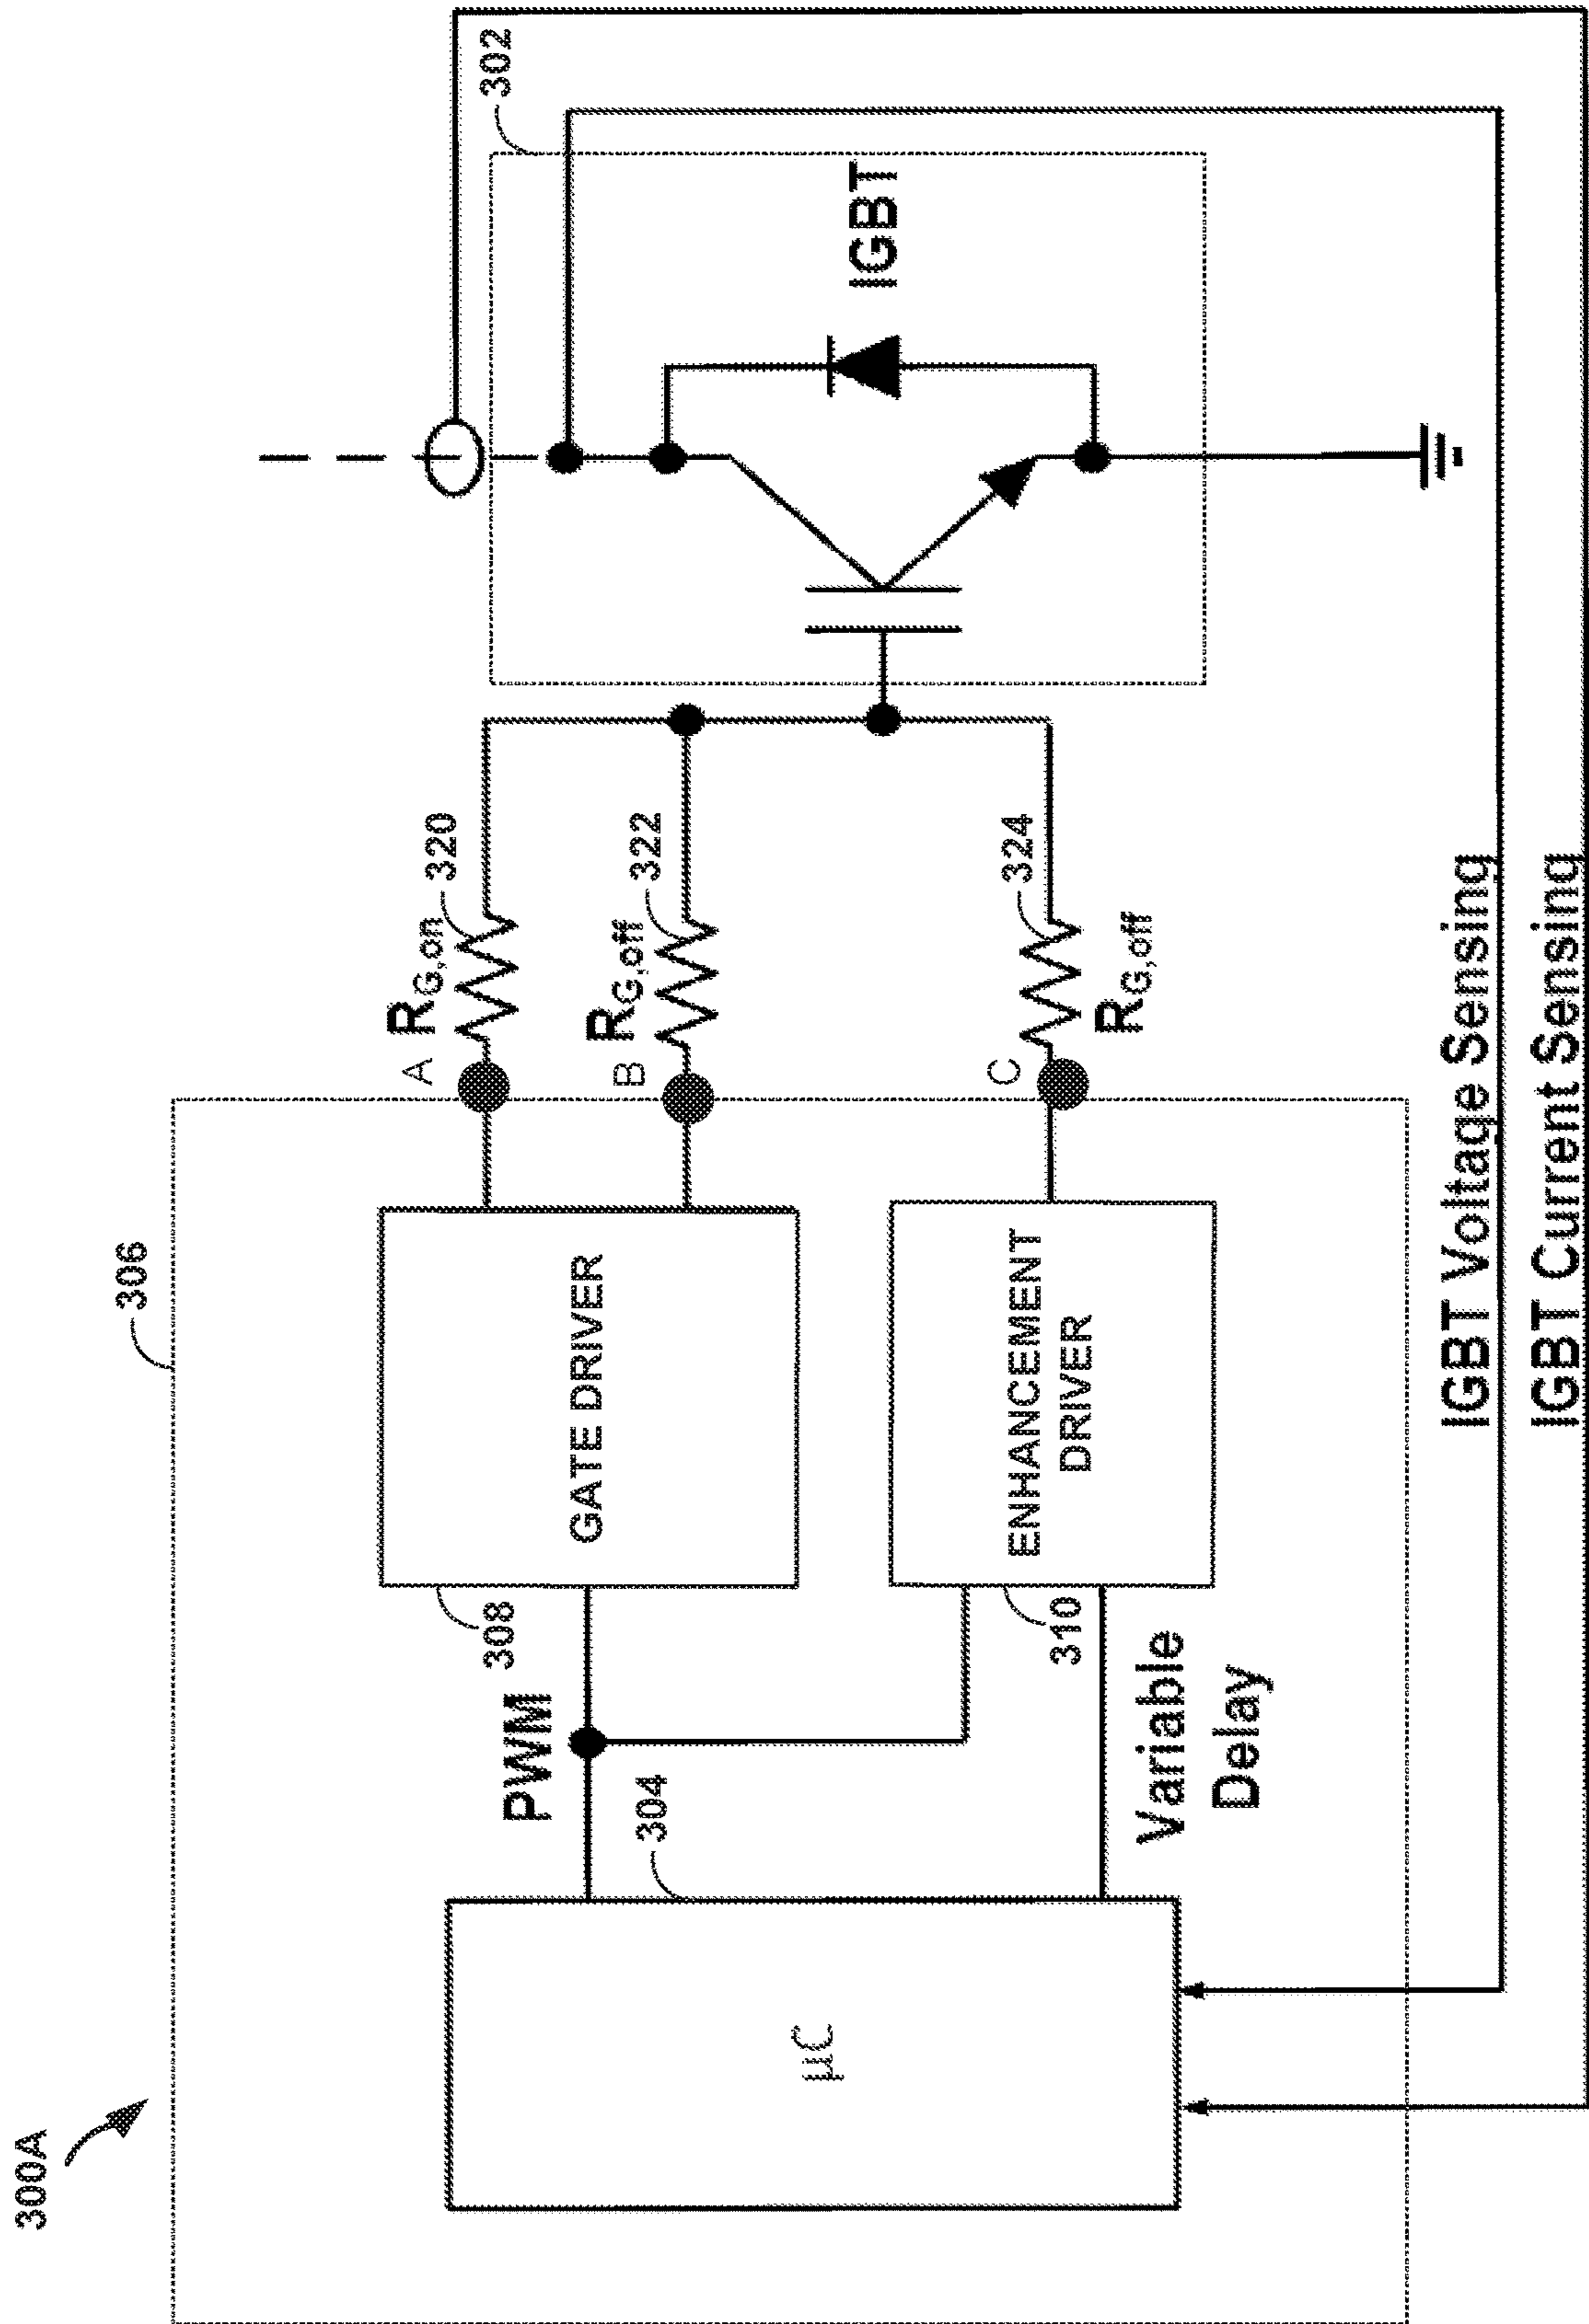 300A
306
302
PWM
308
GATE DRIVER
A
R_G,on
320
B
R_G,off
322
IGBT
304
µC
310
ENHANCEMENT
DRIVER
C
324
R_G,off
Variable
Delay
IGBT Voltage Sensing
IGBT Current Sensing